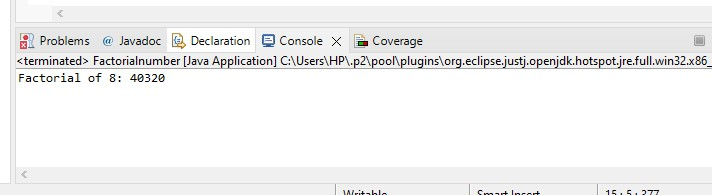 Problems @ Javadoc Declaration Console Coverage
<terminated> Factorialnumber [Java Application] C:\Users\HP\.p2\pool\plugins\org.eclipse.justj.openjdk.hotspot.jre.full.win32.x86_
Factorial of 8: 40320
Writable Smart Insert 15 : 5 : 377